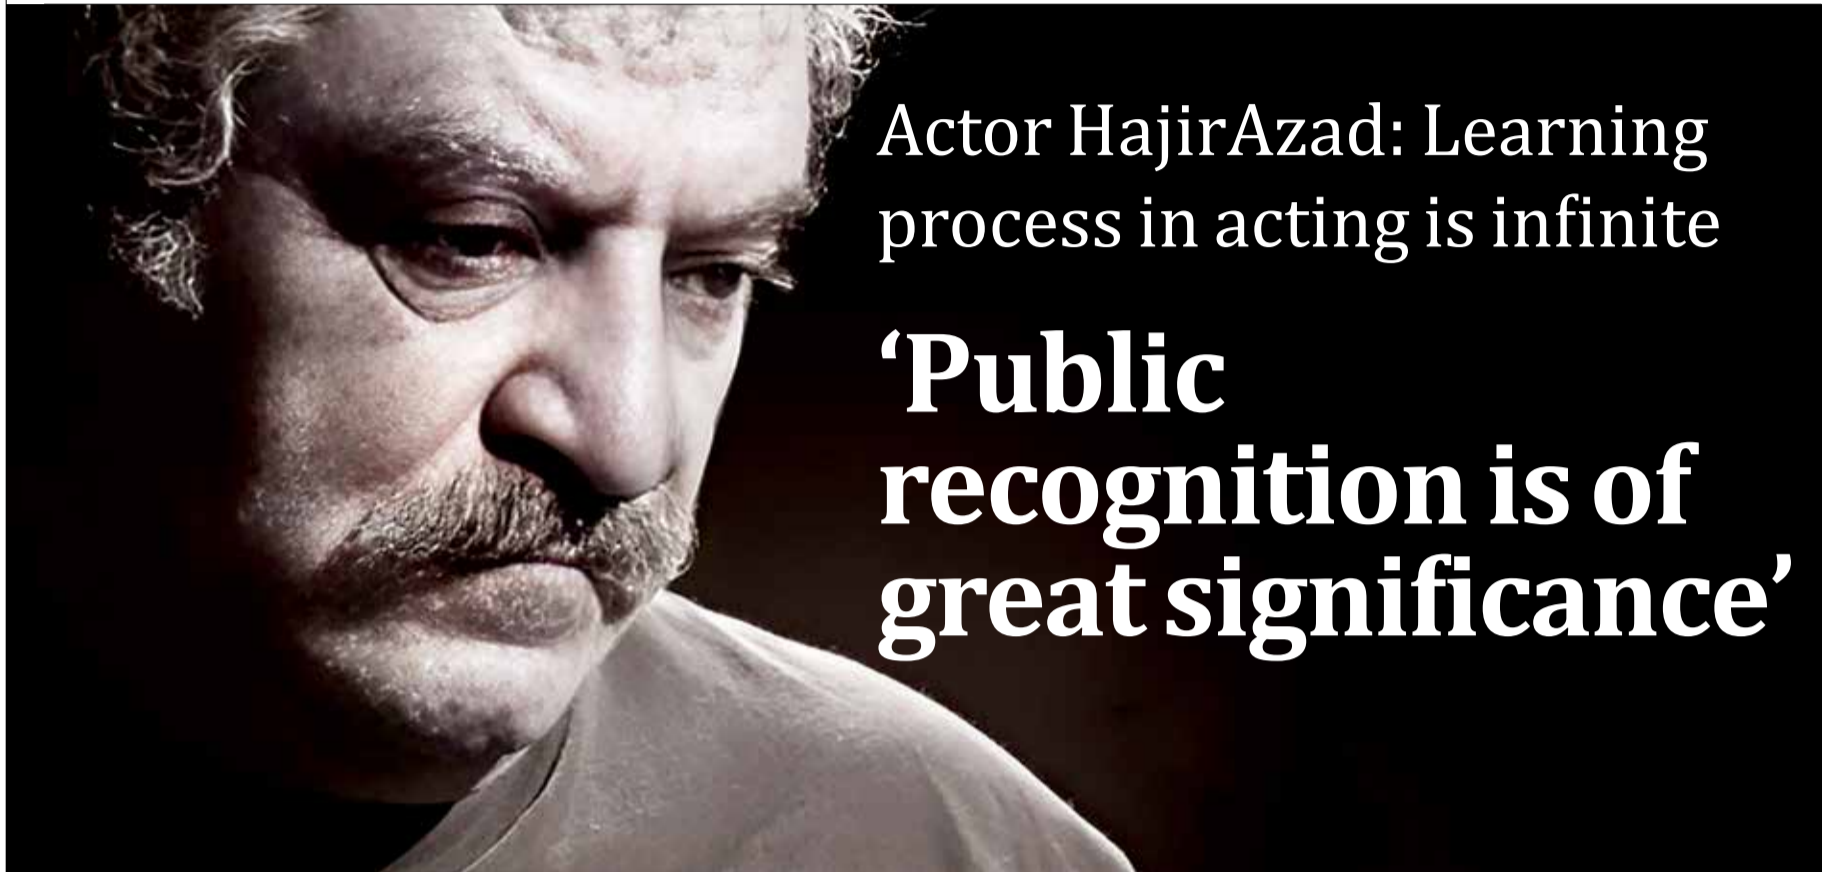 Actor HajirAzad: Learning
process in acting is infinite
‘Public
recognition is of
great significance’